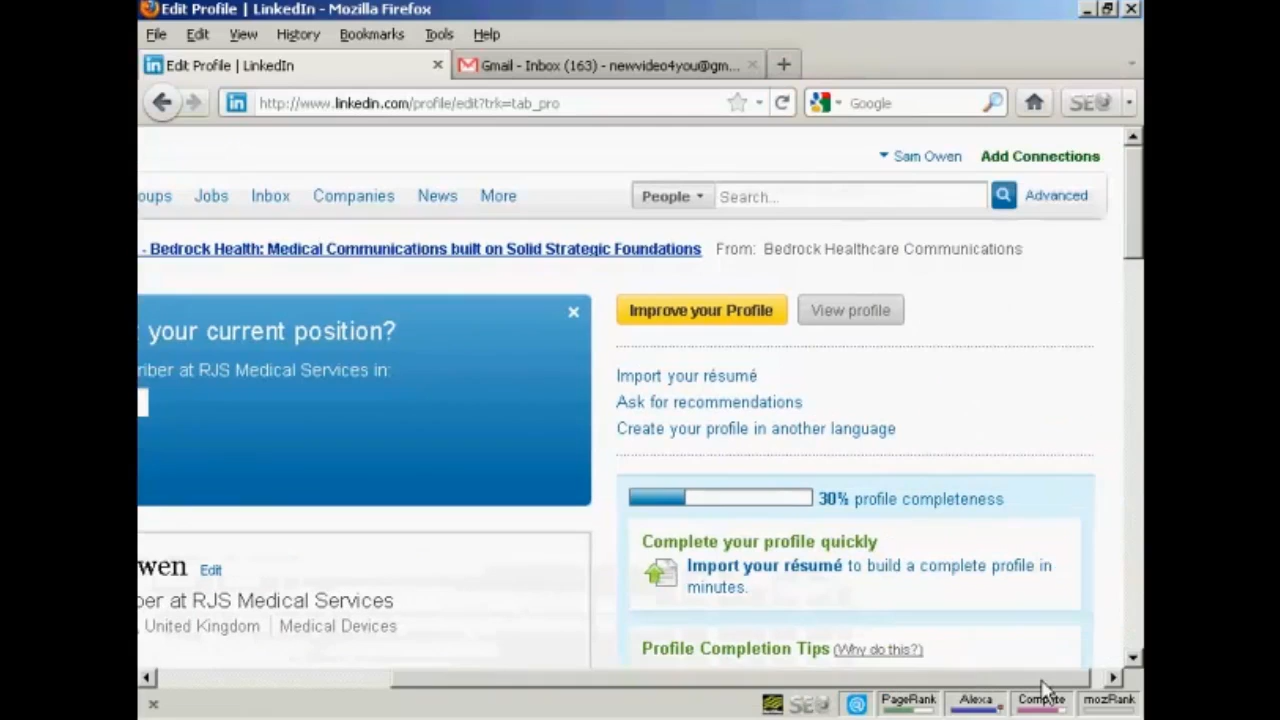 Edit Profile | LinkedIn - Mozilla Firefox
File Edit View History Bookmarks Tools Help
Edit Profile | LinkedIn
Gmail - Inbox (163) - newvideo4you@gm...
http://www.linkedin.com/profile/edit?trk=tab_pro
Google
SEO
Sam Owen Add Connections
oups Jobs Inbox Companies News More
People Search... Advanced
- Bedrock Health: Medical Communications built on Solid Strategic Foundations From: Bedrock Healthcare Communications
Improve your Profile View profile
your current position?
riber at RJS Medical Services in:
Import your résumé
Ask for recommendations
Create your profile in another language
30% profile completeness
Complete your profile quickly
Import your résumé to build a complete profile in
minutes.
wen Edit
ber at RJS Medical Services
, United Kingdom Medical Devices
Profile Completion Tips (Why do this?)
SEO PageRank Alexa Compete mozRank